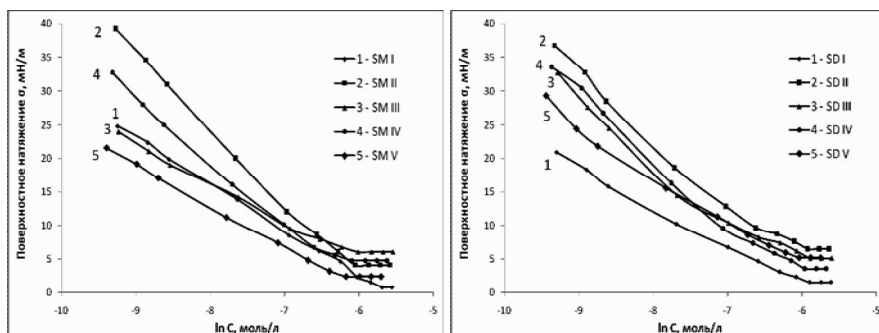 Поверхностное натяжение σ, мН/м
40
35
30
25
20
15
10
5
0
2
4
1
3
5
1 - SM I
2 - SM II
3 - SM III
4 - SM IV
5 - SM V
-10 -9 -8 -7 -6 -5
ln C, моль/л
Поверхностное натяжение σ, мН/м
40
35
30
25
20
15
10
5
0
2
4
3
5
1
1 - SD I
2 - SD II
3 - SD III
4 - SD IV
5 - SD V
-10 -9 -8 -7 -6 -5
ln C, моль/л